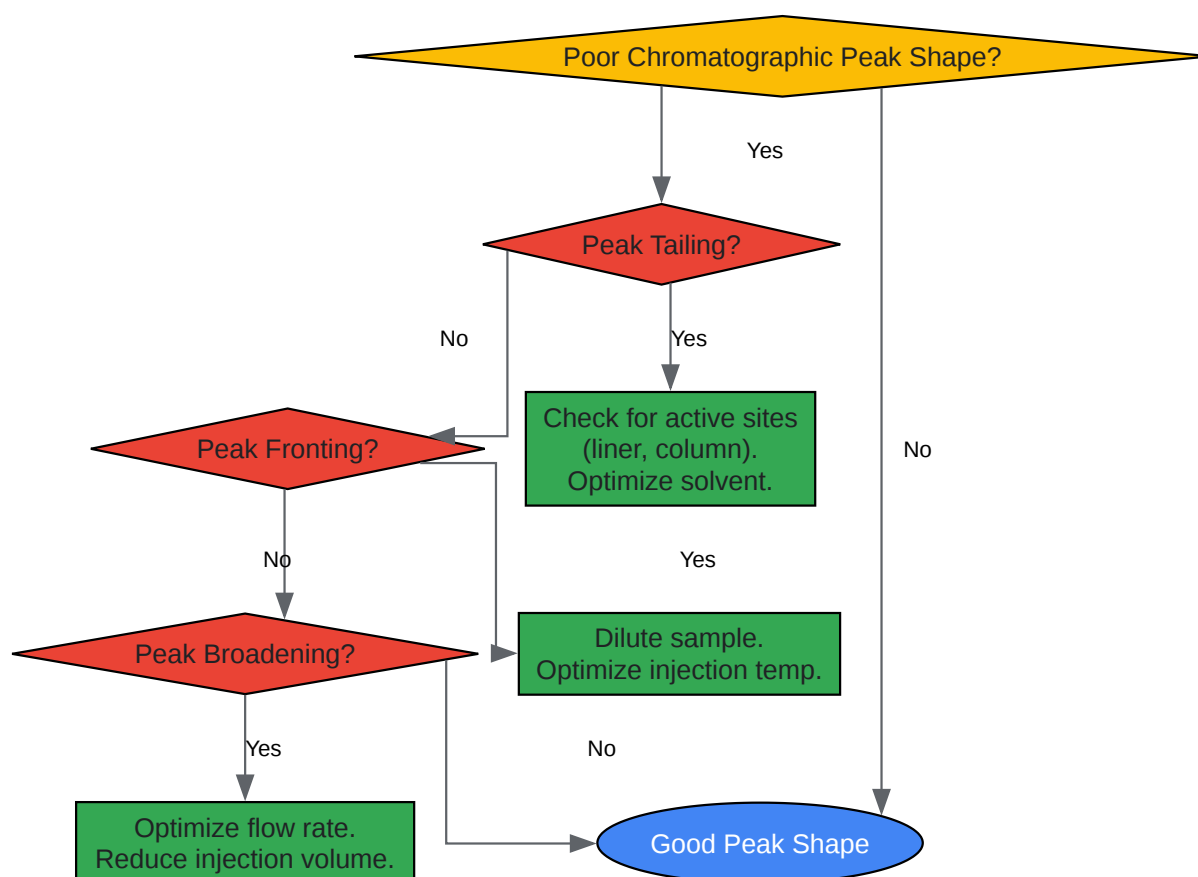 Poor Chromatographic Peak Shape?
Yes
Peak Tailing?
No
Yes
Check for active sites
(liner, column).
Optimize solvent.
Peak Fronting?
No
No
Yes
Dilute sample.
Optimize injection temp.
Peak Broadening?
Yes
No
Optimize flow rate.
Reduce injection volume.
Good Peak Shape